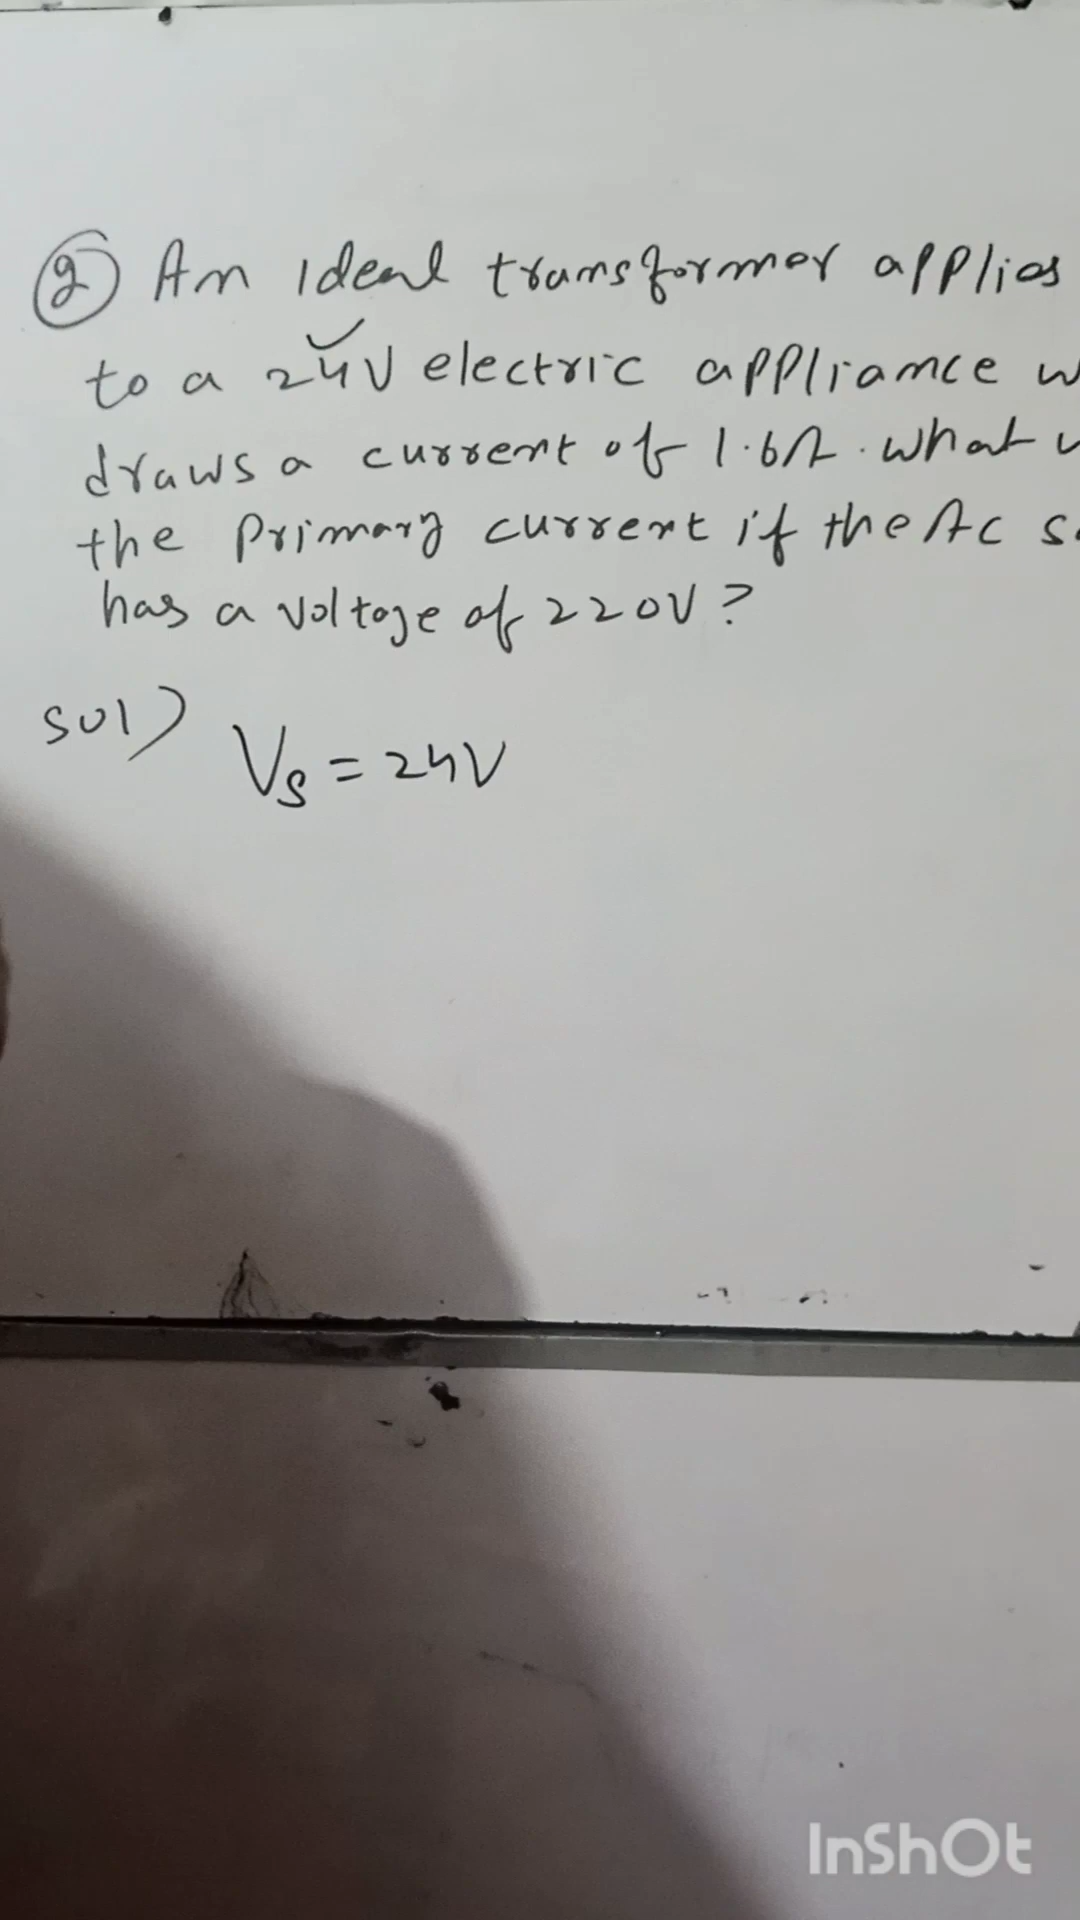 2 An ideal transformer applies
to a 24V electric appliance
draws a current of 1.6A. what
the primary current if the AC
has a voltage of 220V?
sol)
Vs = 24V
InShOt